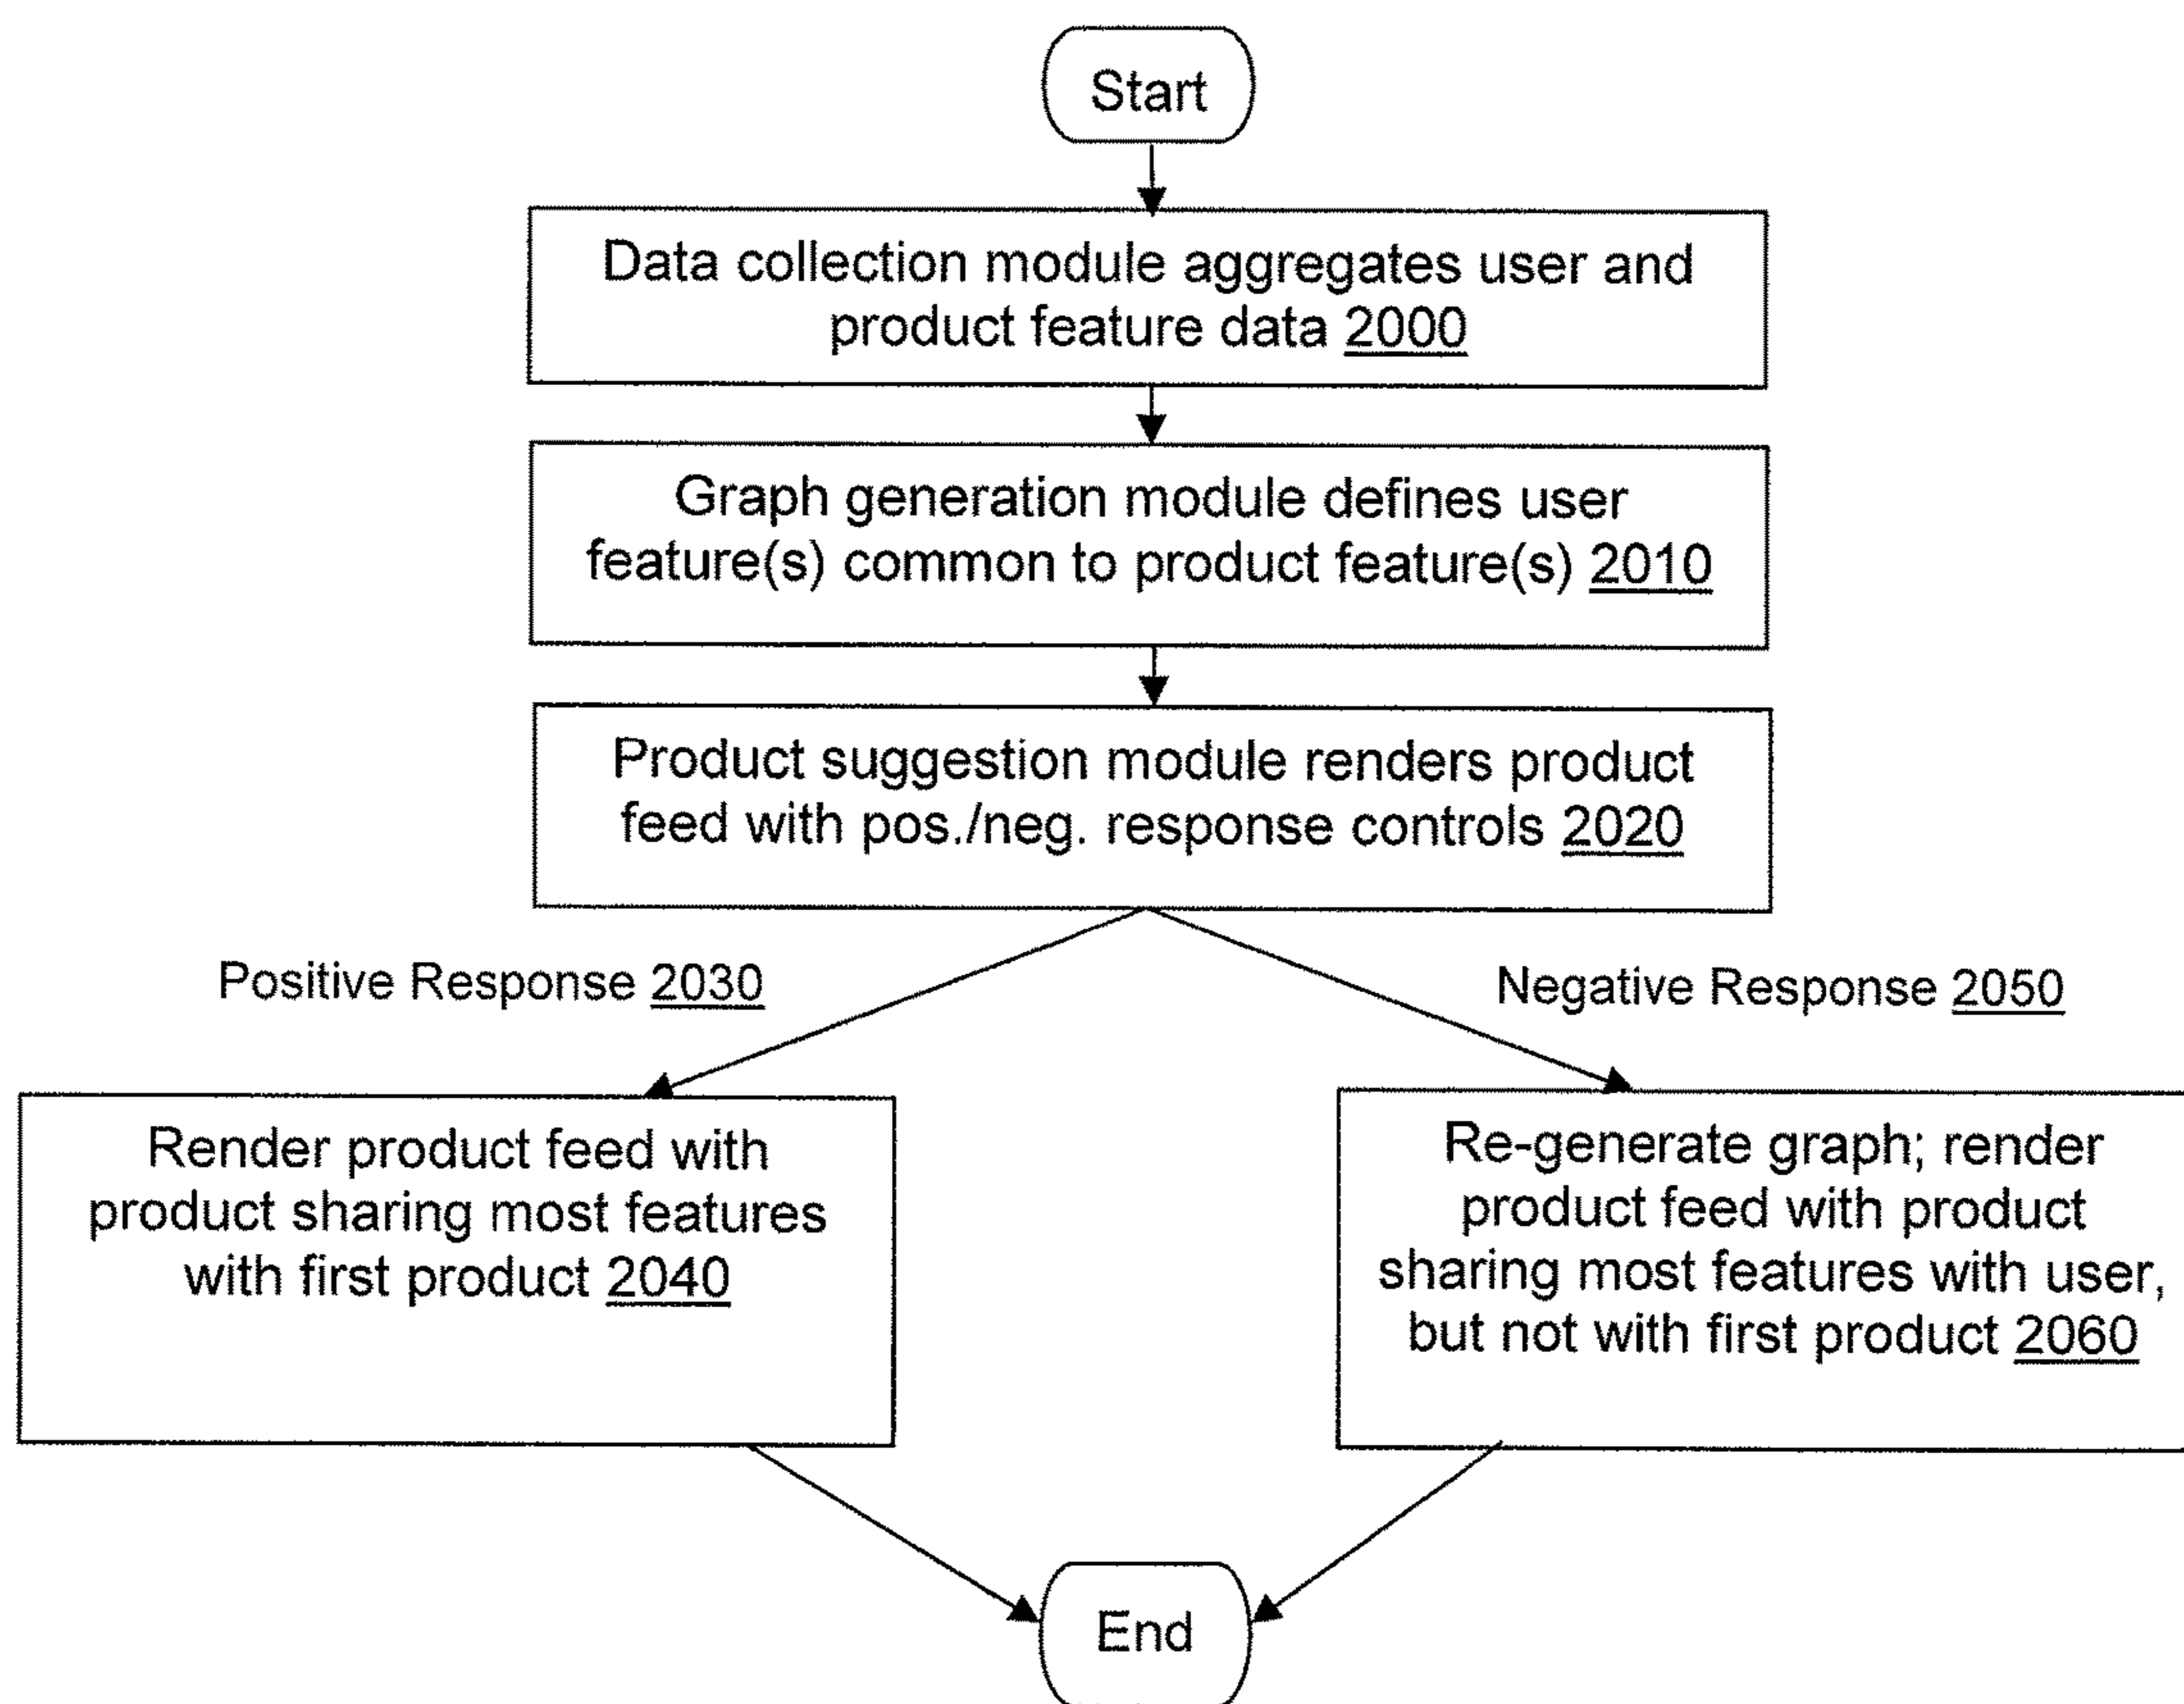 Start
Data collection module aggregates user and
product feature data 2000
Graph generation module defines user
feature(s) common to product feature(s) 2010
Product suggestion module renders product
feed with pos./neg. response controls 2020
Positive Response 2030
Negative Response 2050
Render product feed with
product sharing most features
with first product 2040
Re-generate graph; render
product feed with product
sharing most features with user,
but not with first product 2060
End